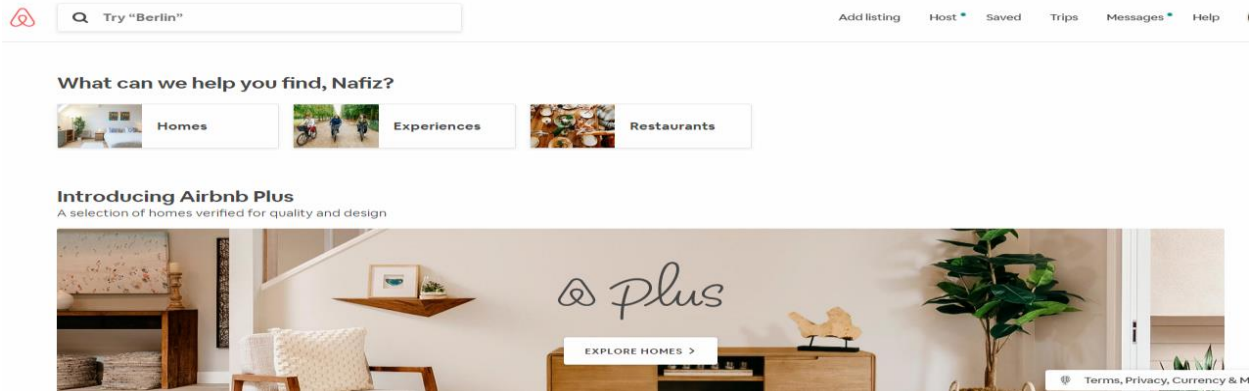 Try “Berlin”
Add listing Host Saved Trips Messages Help
What can we help you find, Nafiz?
Homes Experiences Restaurants
Introducing Airbnb Plus
A selection of homes verified for quality and design
Plus
EXPLORE HOMES >
Terms, Privacy, Currency & M